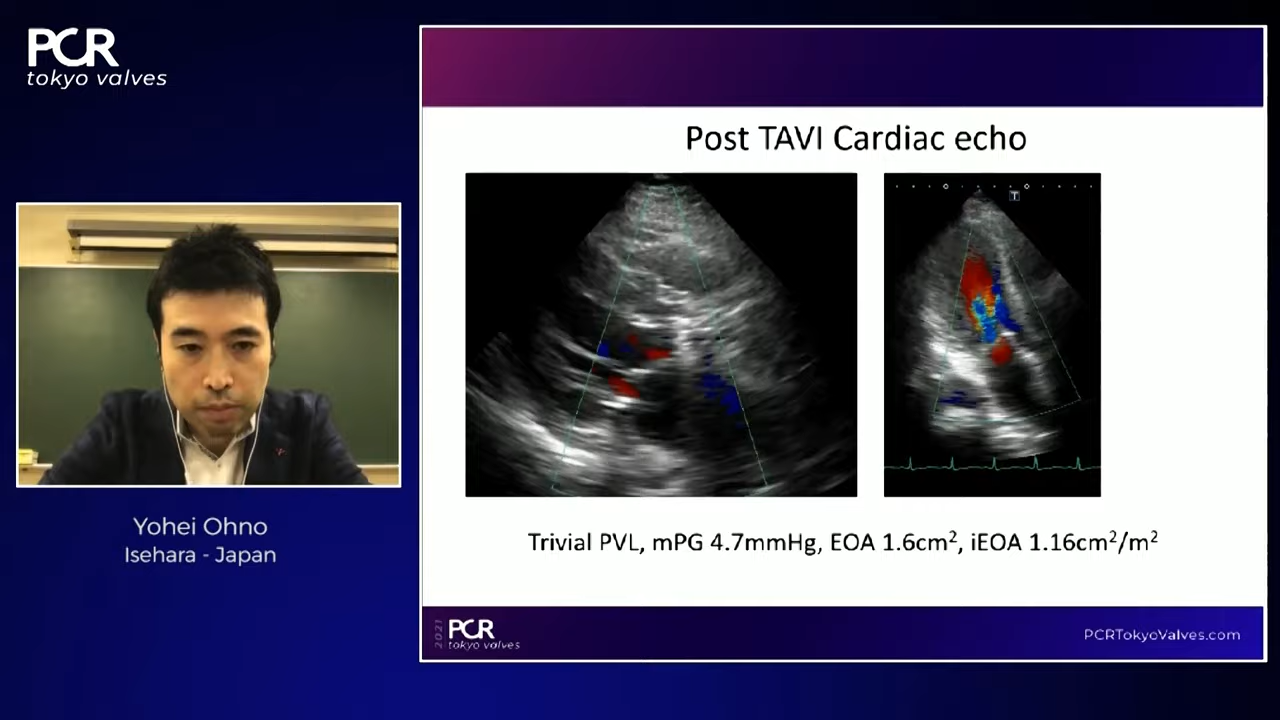 PCR
tokyo valves
Yohei Ohno
Isehara - Japan
Post TAVI Cardiac echo
T
Trivial PVL, mPG 4.7mmHg, EOA 1.6cm², iEOA 1.16cm²/m²
2021
PCR
tokyo valves
PCRTokyoValves.com